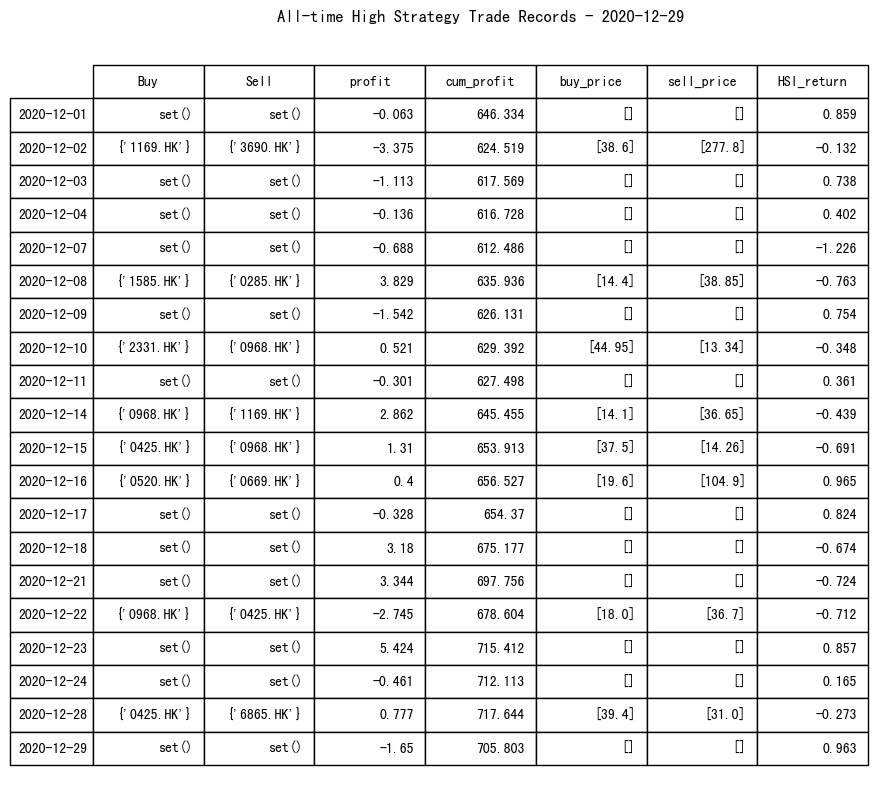 All-time High Strategy Trade Records - 2020-12-29
Buy Sell profit cum_profit buy_price sell_price HSI_return
2020-12-01 set() set() -0.063 646.334 [] [] 0.859
2020-12-02 {'1169.HK'} {'3690.HK'} -3.375 624.519 [38.6] [277.8] -0.132
2020-12-03 set() set() -1.113 617.569 [] [] 0.738
2020-12-04 set() set() -0.136 616.728 [] [] 0.402
2020-12-07 set() set() -0.688 612.486 [] [] -1.226
2020-12-08 {'1585.HK'} {'0285.HK'} 3.829 635.936 [14.4] [38.85] -0.763
2020-12-09 set() set() -1.542 626.131 [] [] 0.754
2020-12-10 {'2331.HK'} {'0968.HK'} 0.521 629.392 [44.95] [13.34] -0.348
2020-12-11 set() set() -0.301 627.498 [] [] 0.361
2020-12-14 {'0968.HK'} {'1169.HK'} 2.862 645.455 [14.1] [36.65] -0.439
2020-12-15 {'0425.HK'} {'0968.HK'} 1.31 653.913 [37.5] [14.26] -0.691
2020-12-16 {'0520.HK'} {'0669.HK'} 0.4 656.527 [19.6] [104.9] 0.965
2020-12-17 set() set() -0.328 654.37 [] [] 0.824
2020-12-18 set() set() 3.18 675.177 [] [] -0.674
2020-12-21 set() set() 3.344 697.756 [] [] -0.724
2020-12-22 {'0968.HK'} {'0425.HK'} -2.745 678.604 [18.0] [36.7] -0.712
2020-12-23 set() set() 5.424 715.412 [] [] 0.857
2020-12-24 set() set() -0.461 712.113 [] [] 0.165
2020-12-28 {'0425.HK'} {'6865.HK'} 0.777 717.644 [39.4] [31.0] -0.273
2020-12-29 set() set() -1.65 705.803 [] [] 0.963